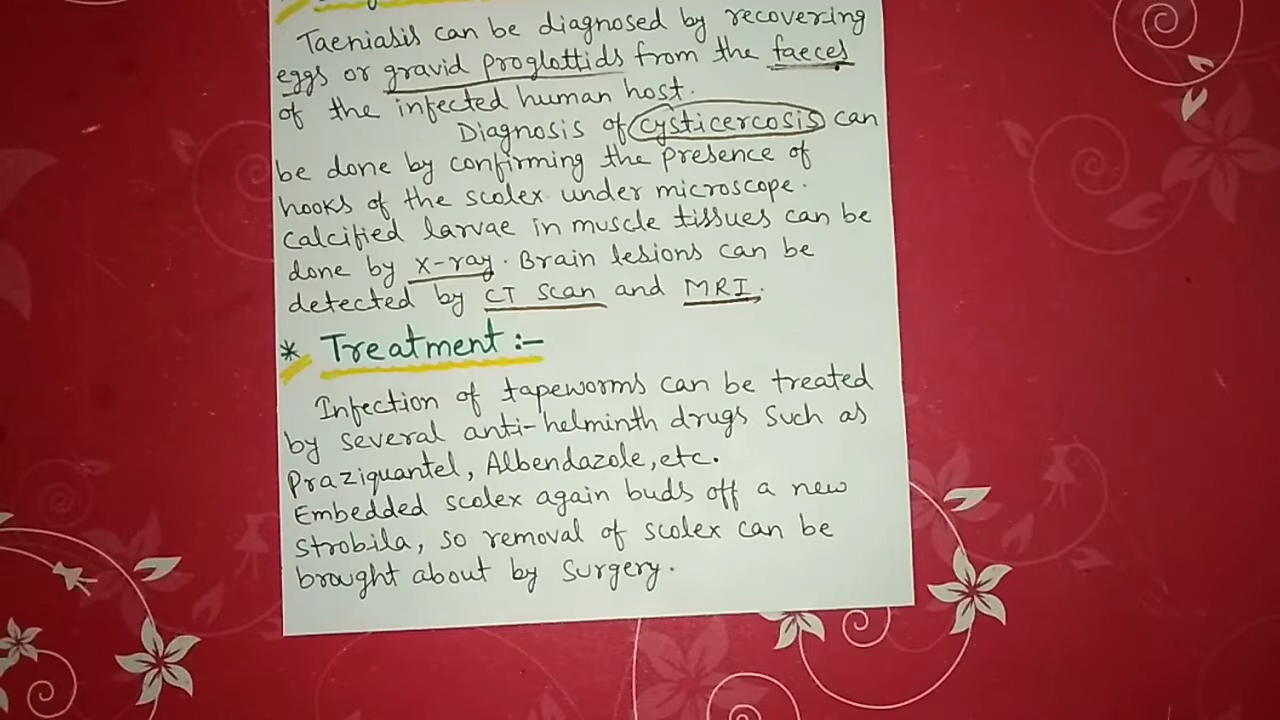 Taeniasis can be diagnosed by recovering
eggs or gravid proglottids from the faeces
of the infected human host.
Diagnosis of cysticercosis can
be done by confirming the presence of
hooks of the scolex under microscope.
Calcified larvae in muscle tissues can be
done by X-ray. Brain lesions can be
detected by CT scan and MRI.
* Treatment :-
Infection of tapeworms can be treated
by several anti-helminth drugs such as
Praziquantel, Albendazole, etc.
Embedded scolex again buds off a new
strobila, so removal of scolex can be
brought about by surgery.